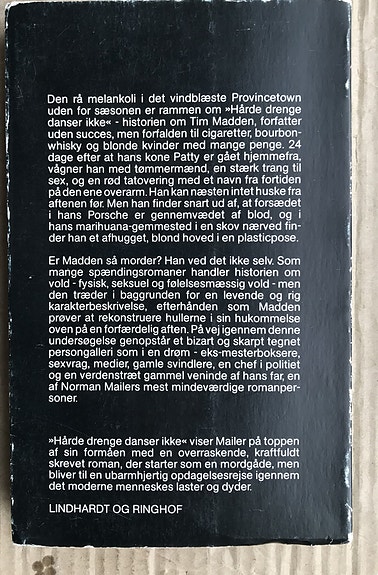 Den rå melankoli i det vindblæste Provincetown
uden for sæsonen er rammen om »Hårde drenge
danser ikke« - historien om Tim Madden, forfatter
uden succes, men forfalden til cigaretter, bourbon-
whisky og blonde kvinder med mange penge. 24
dage efter at hans kone Patty er gået hjemmefra,
vågner han med tømmermænd, en stærk trang til
sex, og en rød tatovering med et navn fra fortiden
på den ene overarm. Han kan næsten intet huske fra
aftenen før. Men han finder snart ud af, at forsædet
i hans Porsche er gennemvædet af blod, og i
hans marihuana-gemmested i en skov nærved fin-
der han et afhugget, blond hoved i en plasticpose.
Er Madden så morder? Han ved det ikke selv. Som
mange spændingsromaner handler historien om
vold - fysisk, seksuel og følelsesmæssig vold - men
den træder i baggrunden for en levende og rig
karakterbeskrivelse, efterhånden som Madden
prøver at rekonstruere hullerne i sin hukommelse
oven på en forfærdelig aften. På vej igennem denne
undersøgelse genopstår et bizart og skarpt tegnet
persongalleri som i en drøm - eks-mesterboksere,
sexvrag, medier, gamle svindlere, en chef i politiet
og en verdenstræt gammel veninde af hans far, en
af Norman Mailers mest mindeværdige romanper-
soner.
»Hårde drenge danser ikke« viser Mailer på toppen
af sin formåen med en overraskende, kraftfuldt
skrevet roman, der starter som en mordgåde, men
bliver til en ubarmhjertig opdagelsesrejse igennem
det moderne menneskes laster og dyder.
LINDHARDT OG RINGHOF